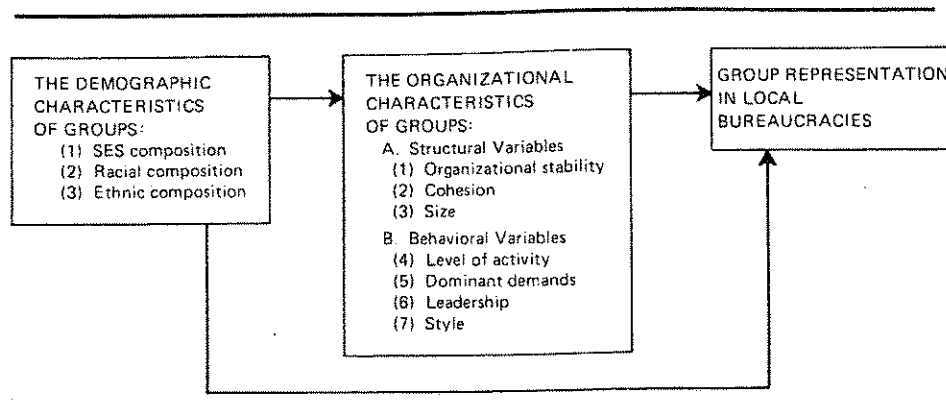 THE DEMOGRAPHIC
CHARACTERISTICS
OF GROUPS:
(1) SES composition
(2) Racial composition
(3) Ethnic composition
THE ORGANIZATIONAL
CHARACTERISTICS
OF GROUPS:
A. Structural Variables
(1) Organizational stability
(2) Cohesion
(3) Size
B. Behavioral Variables
(4) Level of activity
(5) Dominant demands
(6) Leadership
(7) Style
GROUP REPRESENTATION
IN LOCAL
BUREAUCRACIES